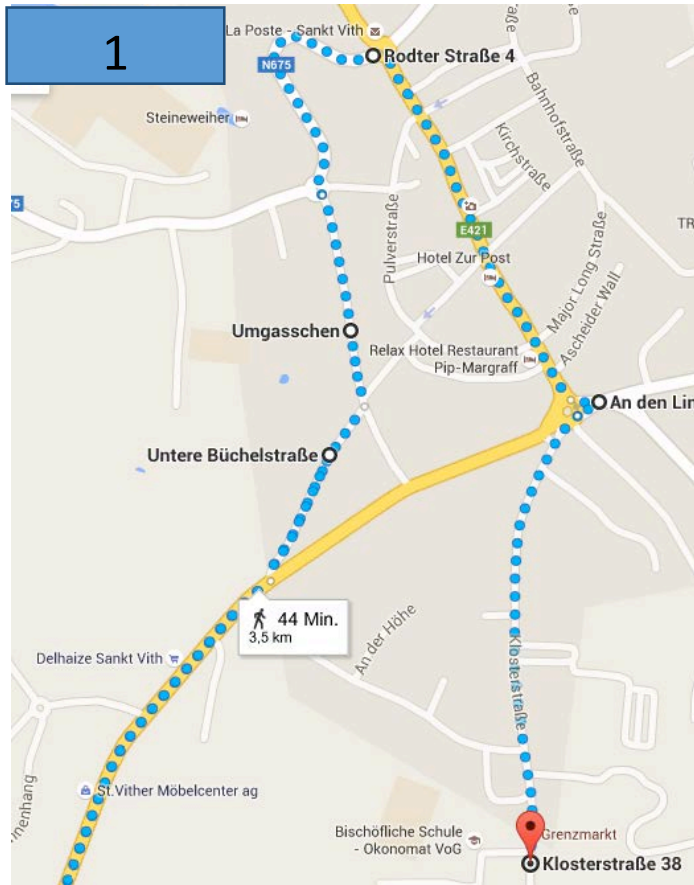 1
La Poste - Sankt Vith
Rodter Straße 4
N675
Steineweiher
Bahnhofstraße
Kirchstraße
Pulverstraße
E421
TR
Hotel Zur Post
Major Long Straße
Ascheider Wall
Umgasschen
Relax Hotel Restaurant
Pip-Margraff
An den Lin
Untere Büchelstraße
44 Min.
3,5 km
An der Höhe
Delhaize Sankt Vith
Klosterstraße
St.Vither Möbelcenter ag
nenhang
Bischöfliche Schule
- Okonomat VoG
Grenzmarkt
Klosterstraße 38